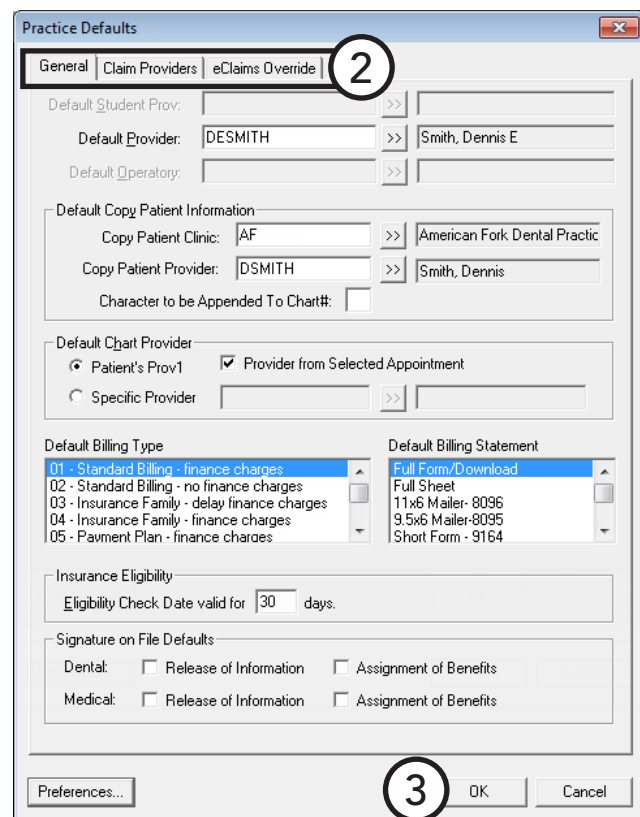 Practice Defaults
General Claim Providers eClaims Override 2
Default Student Prov: >>
Default Provider: DESMITH >> Smith, Dennis E
Default Operatory: >>
Default Copy Patient Information
Copy Patient Clinic: AF >> American Fork Dental Practic
Copy Patient Provider: DSMITH >> Smith, Dennis
Character to be Appended To Chart#:
Default Chart Provider
Patient's Prov1 Provider from Selected Appointment
Specific Provider >>
Default Billing Type Default Billing Statement
01 - Standard Billing - finance charges Full Form/Download
02 - Standard Billing - no finance charges Full Sheet
03 - Insurance Family - delay finance charges 11x6 Mailer- 8096
04 - Insurance Family - finance charges 9.5x6 Mailer-8095
05 - Payment Plan - finance charges Short Form - 9164
Insurance Eligibility
Eligibility Check Date valid for 30 days.
Signature on File Defaults
Dental: Release of Information Assignment of Benefits
Medical: Release of Information Assignment of Benefits
Preferences... 3 OK Cancel